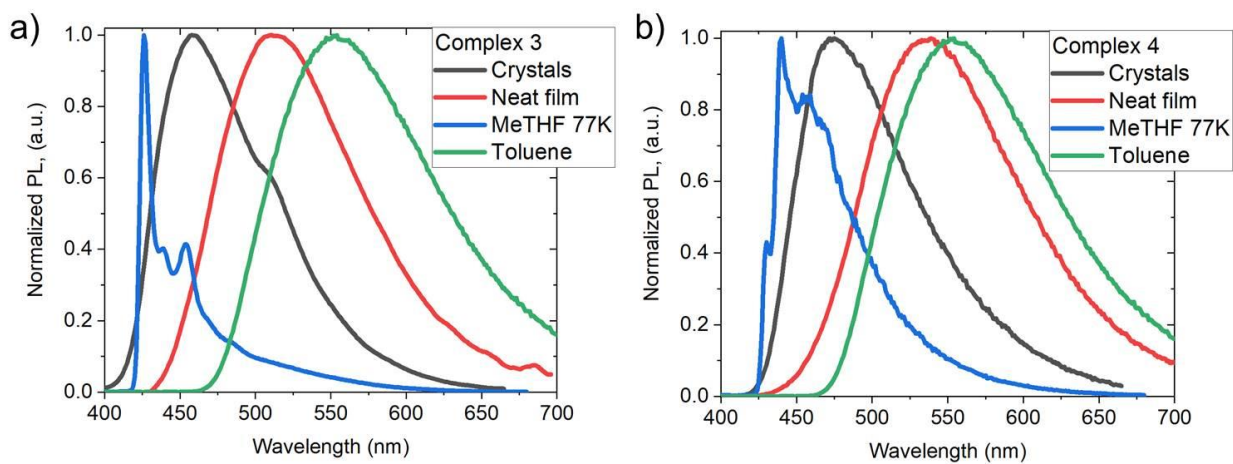 a)
Complex 3
Crystals
Neat film
MeTHF 77K
Toluene
Normalized PL, (a.u.)
1.0
0.8
0.6
0.4
0.2
0.0
400 450 500 550 600 650 700
Wavelength (nm)
b)
Complex 4
Crystals
Neat film
MeTHF 77K
Toluene
Normalized PL, (a.u.)
1.0
0.8
0.6
0.4
0.2
0.0
400 450 500 550 600 650 700
Wavelength (nm)